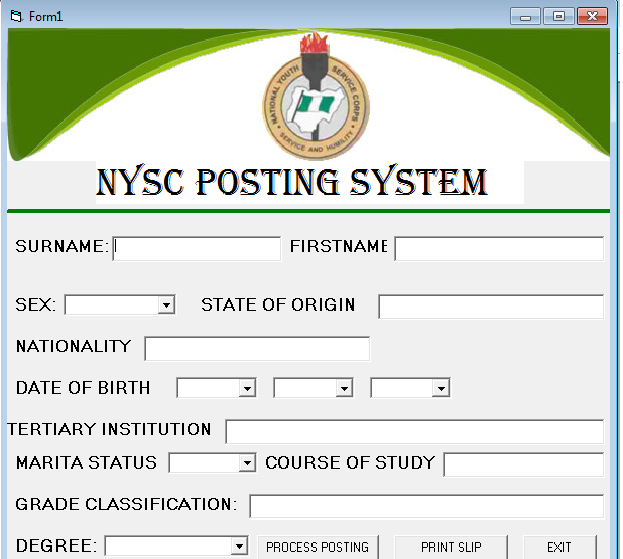 Form1
NATIONAL YOUTH SERVICE CORPS
SERVICE AND HUMILITY
NYSC POSTING SYSTEM
SURNAME: FIRSTNAME
SEX: STATE OF ORIGIN
NATIONALITY
DATE OF BIRTH
TERTIARY INSTITUTION
MARITA STATUS COURSE OF STUDY
GRADE CLASSIFICATION:
DEGREE: PROCESS POSTING PRINT SLIP EXIT